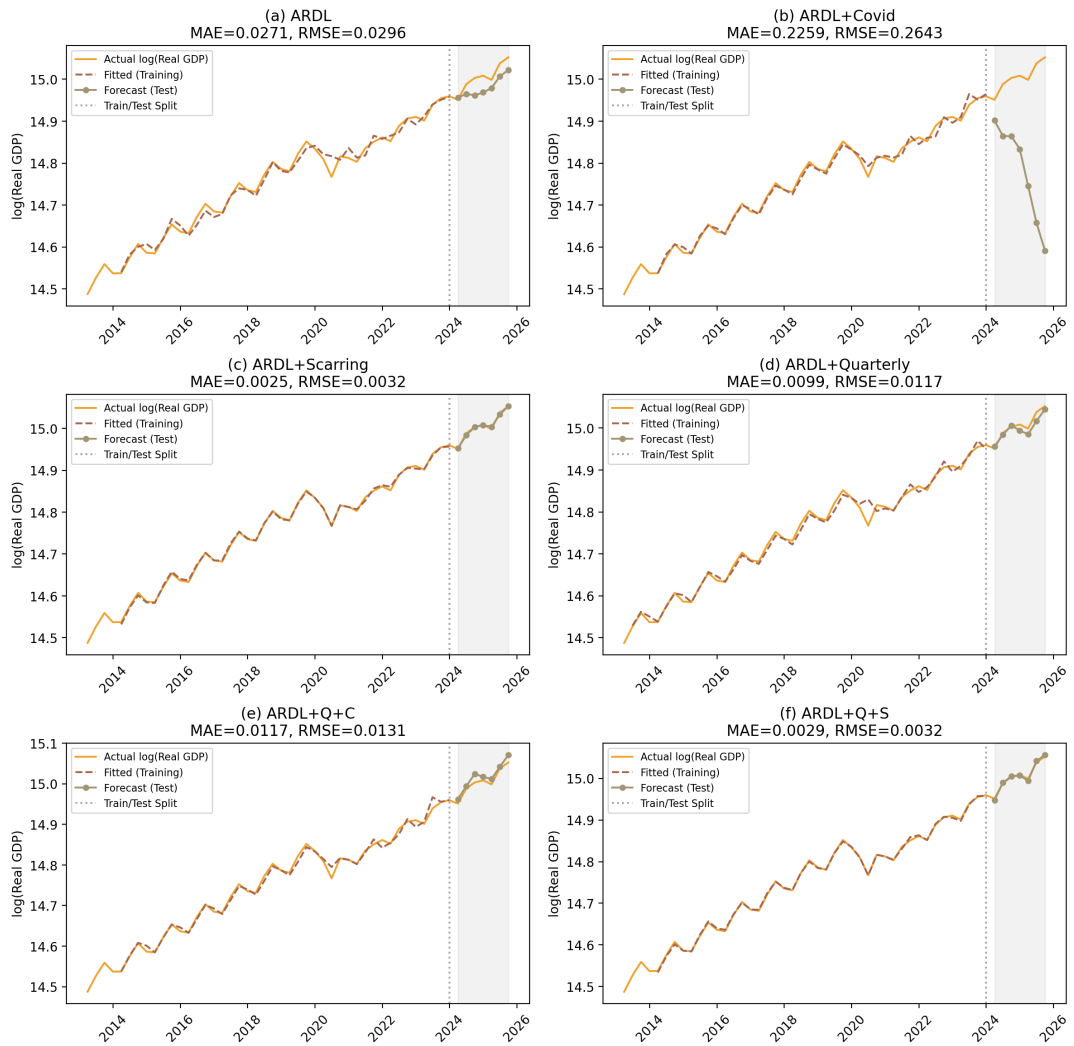 (a) ARDL
MAE=0.0271, RMSE=0.0296
15.0
14.9
14.8
14.7
14.6
14.5
log(Real GDP)
Actual log(Real GDP)
Fitted (Training)
Forecast (Test)
Train/Test Split
2014
2016
2018
2020
2022
2024
2026
(b) ARDL+Covid
MAE=0.2259, RMSE=0.2643
15.0
14.9
14.8
14.7
14.6
14.5
log(Real GDP)
Actual log(Real GDP)
Fitted (Training)
Forecast (Test)
Train/Test Split
2014
2016
2018
2020
2022
2024
2026
(c) ARDL+Scarring
MAE=0.0025, RMSE=0.0032
15.0
14.9
14.8
14.7
14.6
14.5
log(Real GDP)
Actual log(Real GDP)
Fitted (Training)
Forecast (Test)
Train/Test Split
2014
2016
2018
2020
2022
2024
2026
(d) ARDL+Quarterly
MAE=0.0099, RMSE=0.0117
15.0
14.9
14.8
14.7
14.6
14.5
log(Real GDP)
Actual log(Real GDP)
Fitted (Training)
Forecast (Test)
Train/Test Split
2014
2016
2018
2020
2022
2024
2026
(e) ARDL+Q+C
MAE=0.0117, RMSE=0.0131
15.1
15.0
14.9
14.8
14.7
14.6
14.5
log(Real GDP)
Actual log(Real GDP)
Fitted (Training)
Forecast (Test)
Train/Test Split
2014
2016
2018
2020
2022
2024
2026
(f) ARDL+Q+S
MAE=0.0029, RMSE=0.0032
15.0
14.9
14.8
14.7
14.6
14.5
log(Real GDP)
Actual log(Real GDP)
Fitted (Training)
Forecast (Test)
Train/Test Split
2014
2016
2018
2020
2022
2024
2026